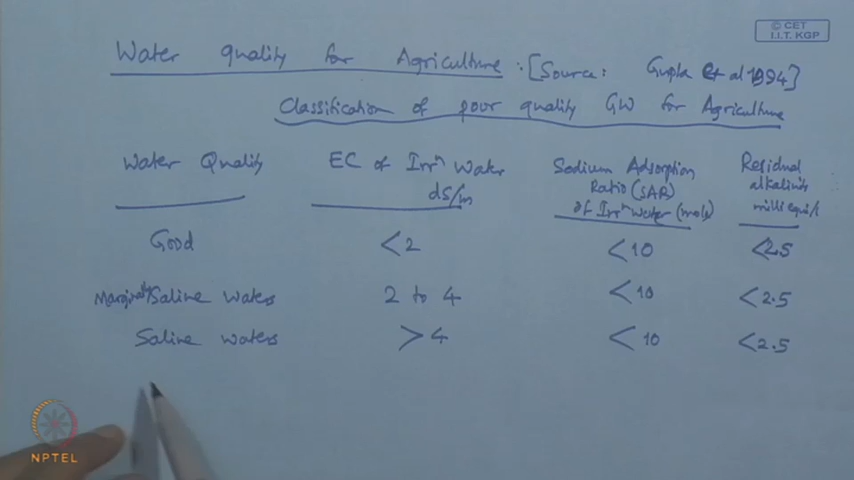 © CET
I.I.T. KGP
Water quality for Agriculture :- [Source: Gupta et al 1994]
Classification of poor quality GW for Agriculture
Water Quality EC of Irrn Water dS/m Sodium Adsorption Ratio (SAR) of Irrn water (mols) Residual alkalinity milli equi/l
Good <2 <10 <2.5
Marginally Saline Waters 2 to 4 <10 <2.5
Saline waters >4 <10 <2.5
NPTEL